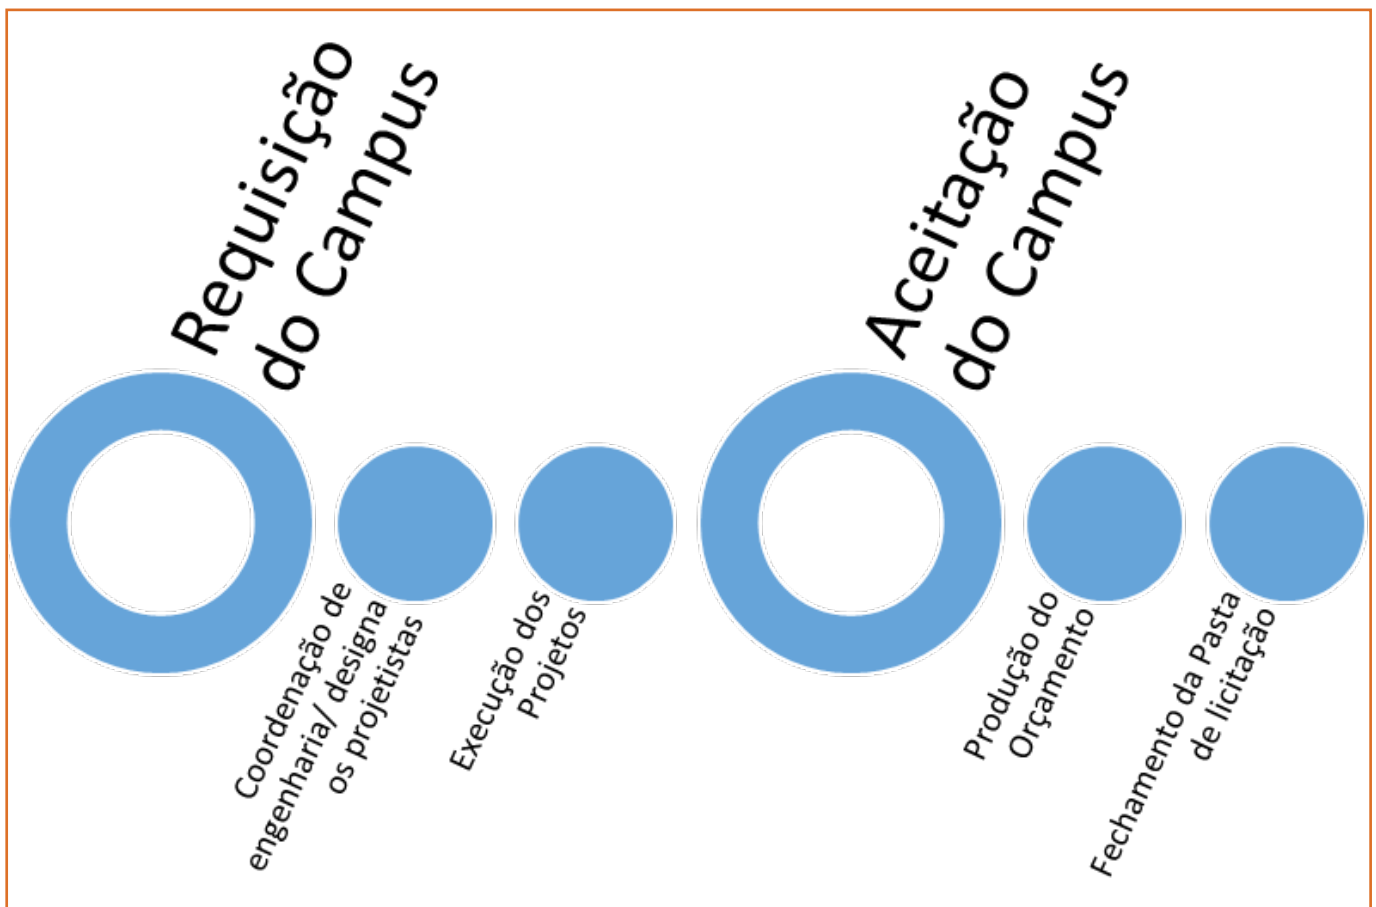 Requisição
do Campus
Coordenação de
engenharia/ designa
os projetistas
Execução dos
Projetos
Aceitação
do Campus
Produção do
Orçamento
Fechamento da Pasta
de licitação